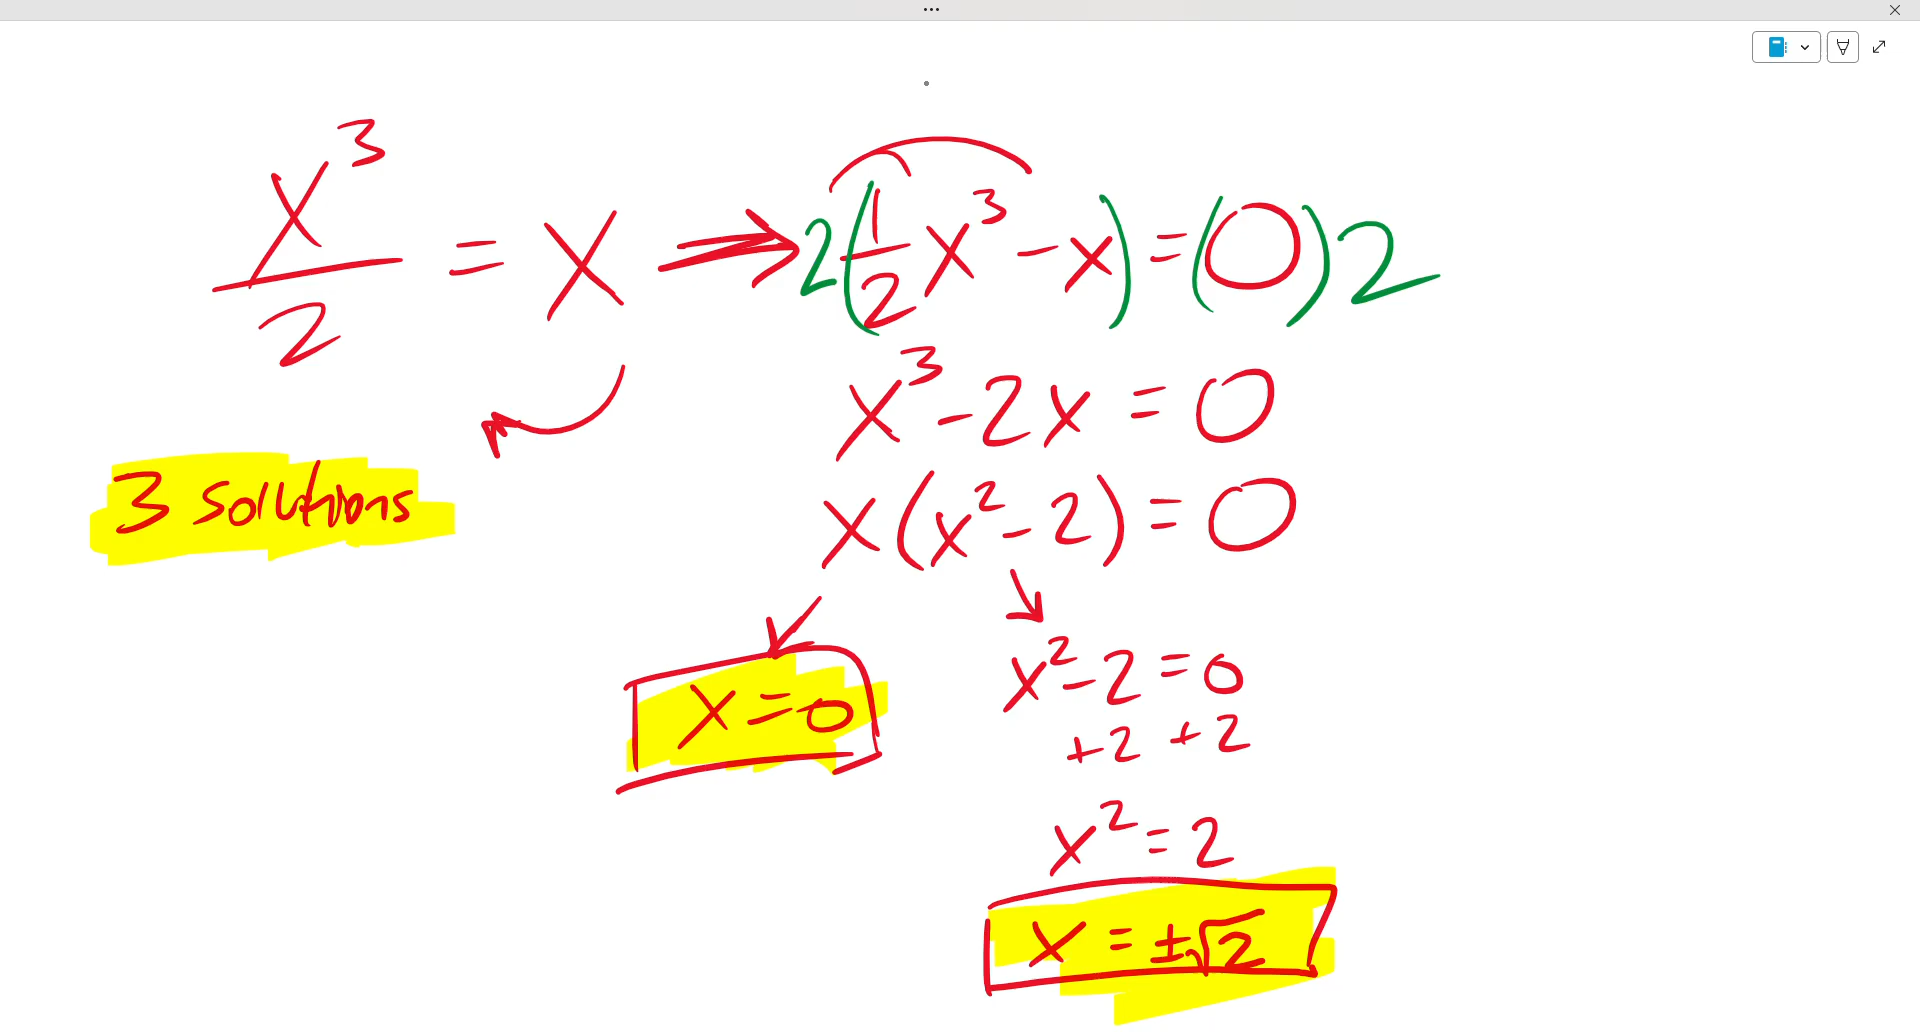 x³/2 = x ⇒ 2(1/2 x³ - x) = (0)2
x³ - 2x = 0
3 solutions
x(x² - 2) = 0
x² - 2 = 0
x = 0
+2 +2
x² = 2
x = ±√2